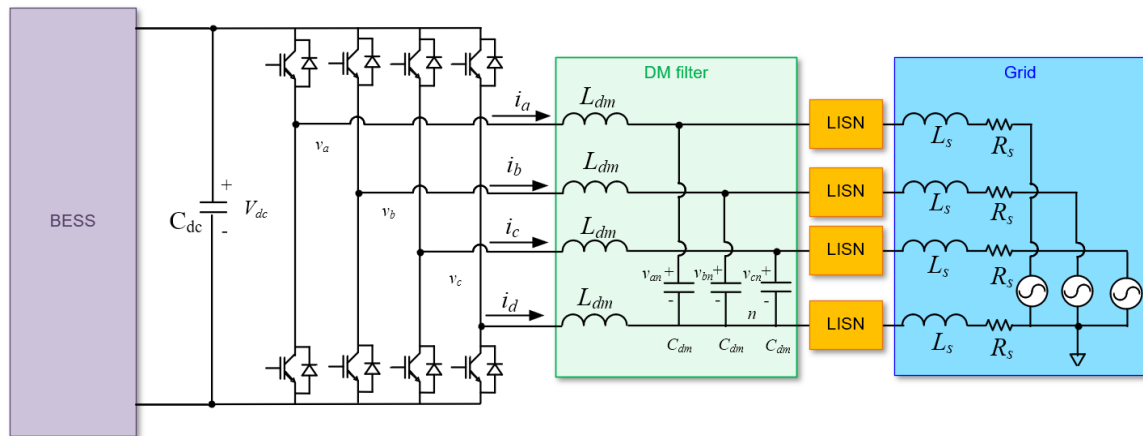 DM filter
Grid
i_a
L_dm
LISN
L_s
R_s
v_a
i_b
L_dm
LISN
L_s
R_s
BESS
C_dc
+
V_dc
-
v_b
i_c
L_dm
LISN
L_s
R_s
v_c
v_an
+
-
v_bn
+
-
v_cn
+
-
i_d
L_dm
n
LISN
L_s
R_s
C_dm
C_dm
C_dm